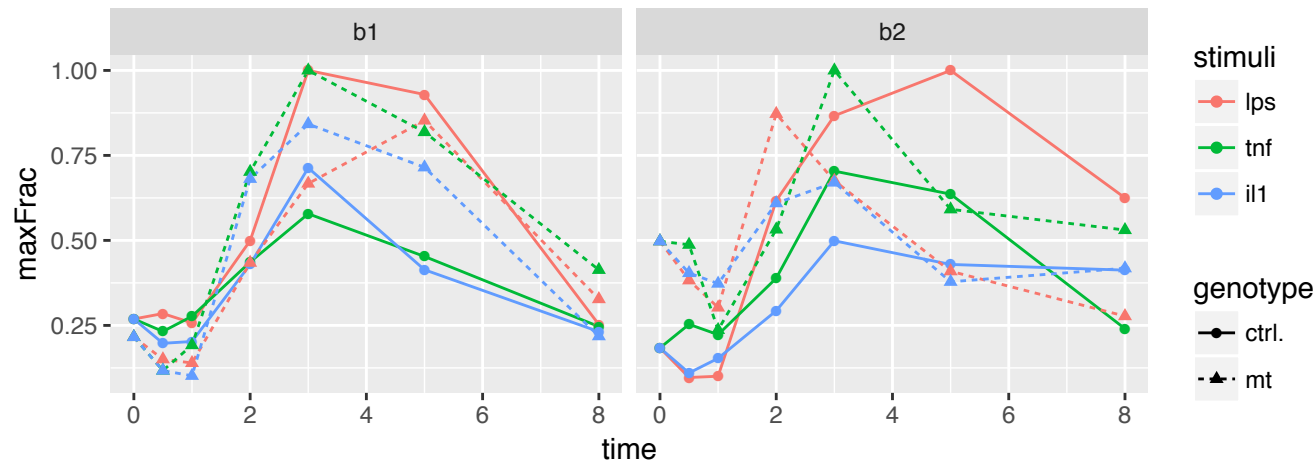 b1
b2
maxFrac
1.00
0.75
0.50
0.25
0 2 4 6 8
0 2 4 6 8
time
stimuli
lps
tnf
il1
genotype
ctrl.
mt